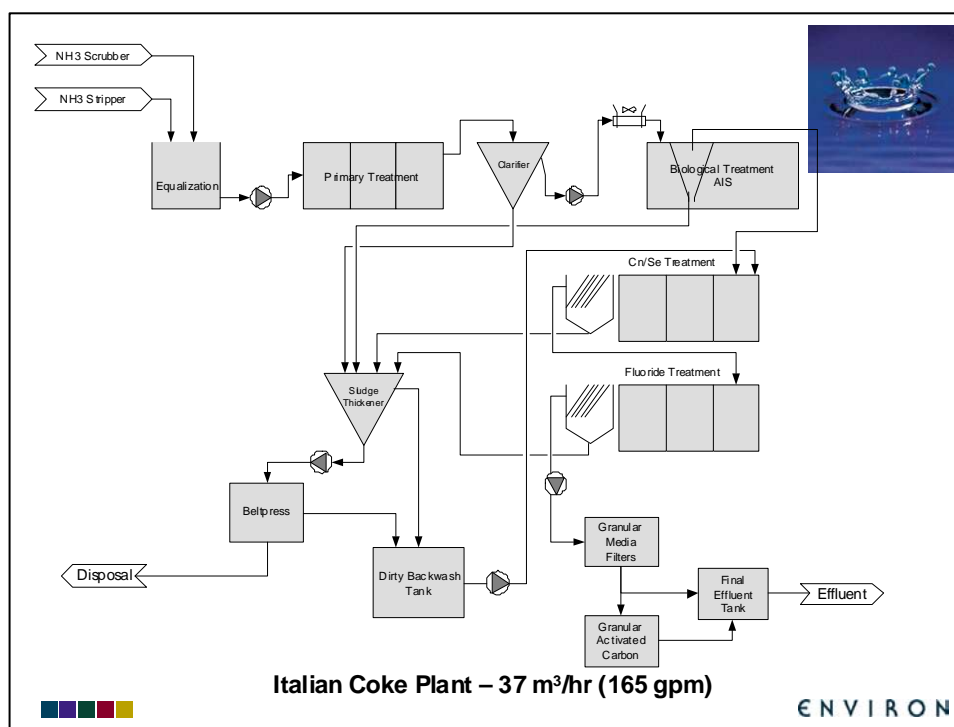 NH3 Scrubber
NH3 Stripper
Equalization
Primary Treatment
Clarifier
Biological Treatment
AIS
Cn/Se Treatment
Fluoride Treatment
Sludge
Thickener
Beltpress
Disposal
Dirty Backwash
Tank
Granular
Media
Filters
Granular
Activated
Carbon
Final
Effluent
Tank
Effluent
Italian Coke Plant – 37 m³/hr (165 gpm)
ENVIRON